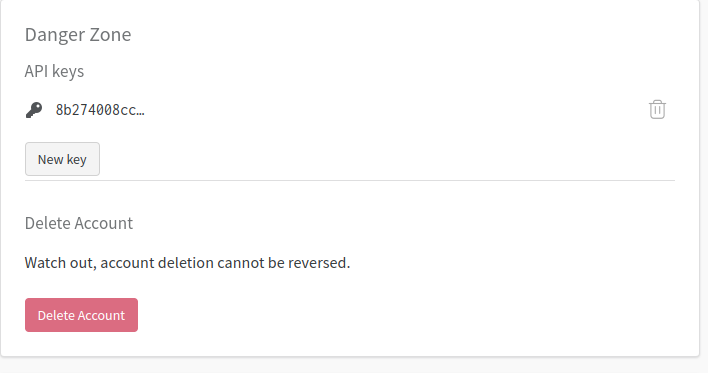 Danger Zone
API keys
8b274008cc…
New key
Delete Account
Watch out, account deletion cannot be reversed.
Delete Account